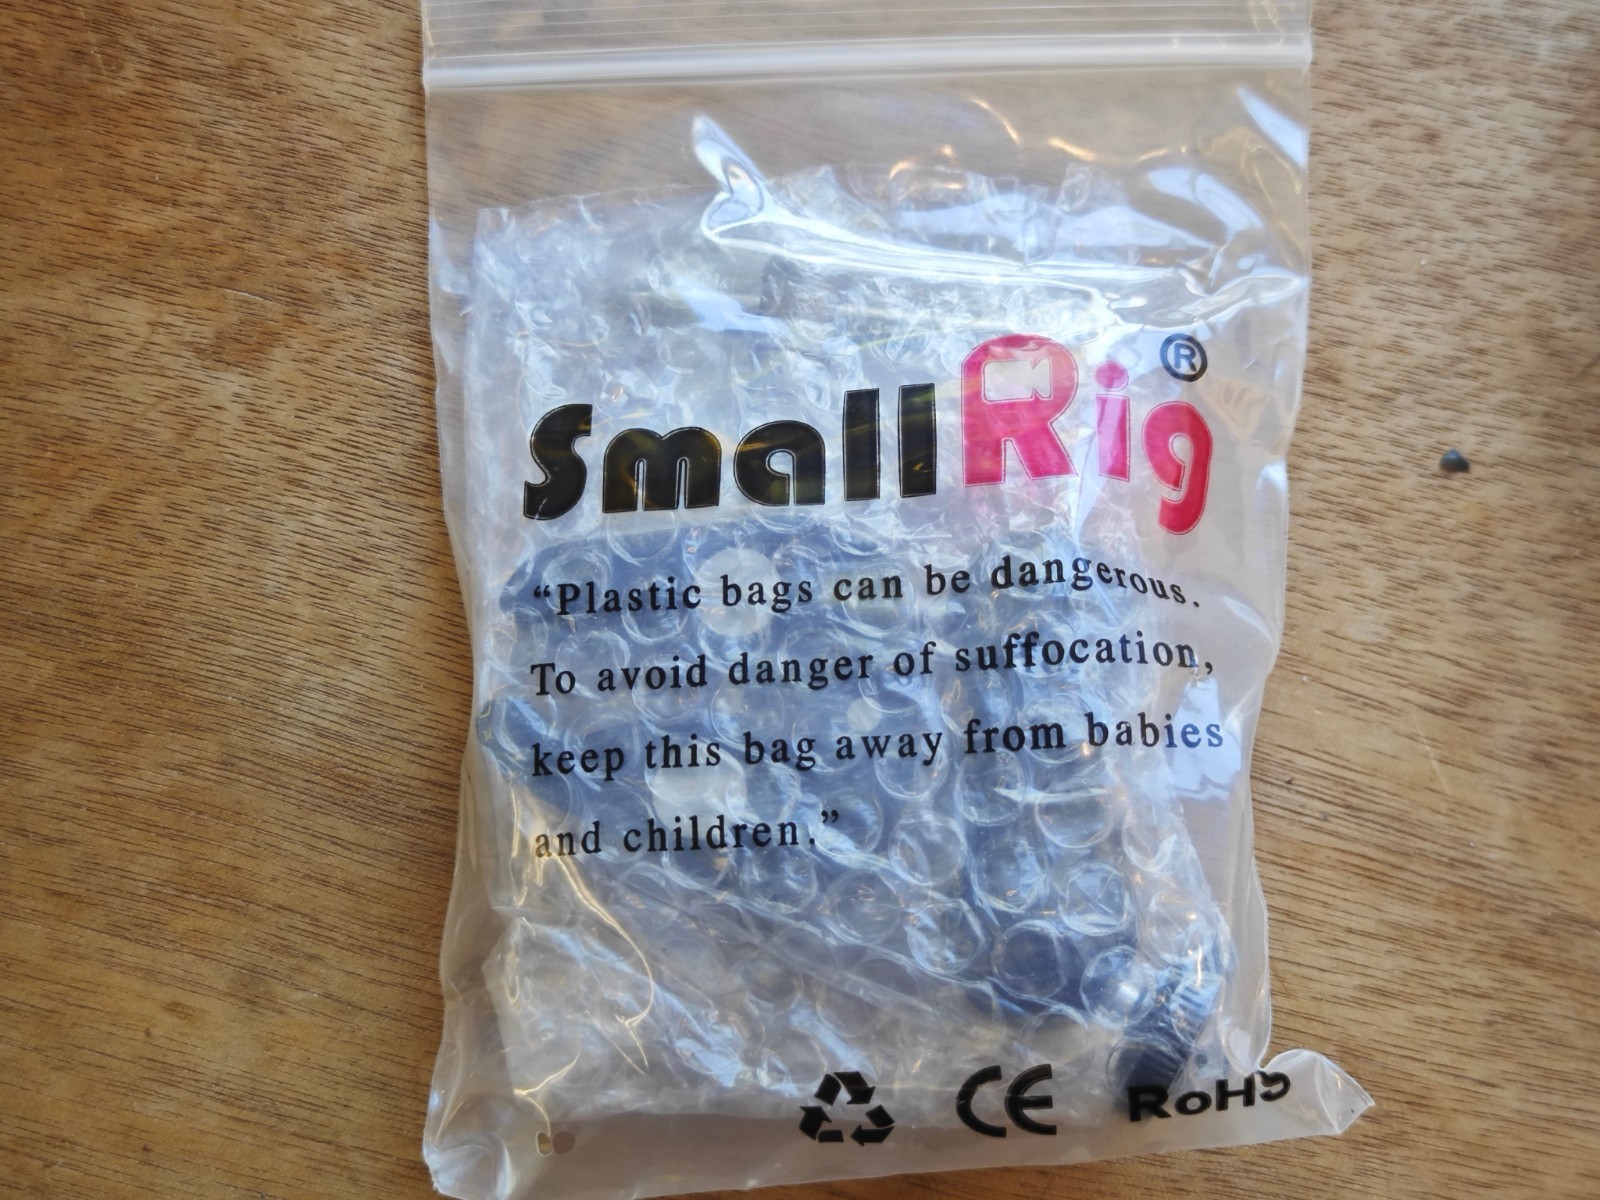 SmallRig®
“Plastic bags can be dangerous.
To avoid danger of suffocation,
keep this bag away from babies
and children.”
CE RoHS